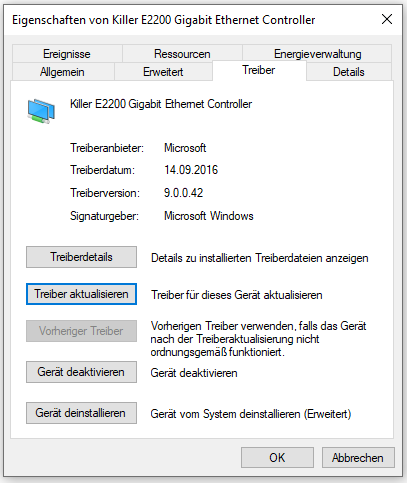 Eigenschaften von Killer E2200 Gigabit Ethernet Controller
Ereignisse Ressourcen Energieverwaltung
Allgemein Erweitert Treiber Details
Killer E2200 Gigabit Ethernet Controller
Treiberanbieter: Microsoft
Treiberdatum: 14.09.2016
Treiberversion: 9.0.0.42
Signaturgeber: Microsoft Windows
Treiberdetails Details zu installierten Treiberdateien anzeigen
Treiber aktualisieren Treiber für dieses Gerät aktualisieren
Vorheriger Treiber Vorherigen Treiber verwenden, falls das Gerät
nach der Treiberaktualisierung nicht
ordnungsgemäß funktioniert.
Gerät deaktivieren Gerät deaktivieren
Gerät deinstallieren Gerät vom System deinstallieren (Erweitert)
OK Abbrechen